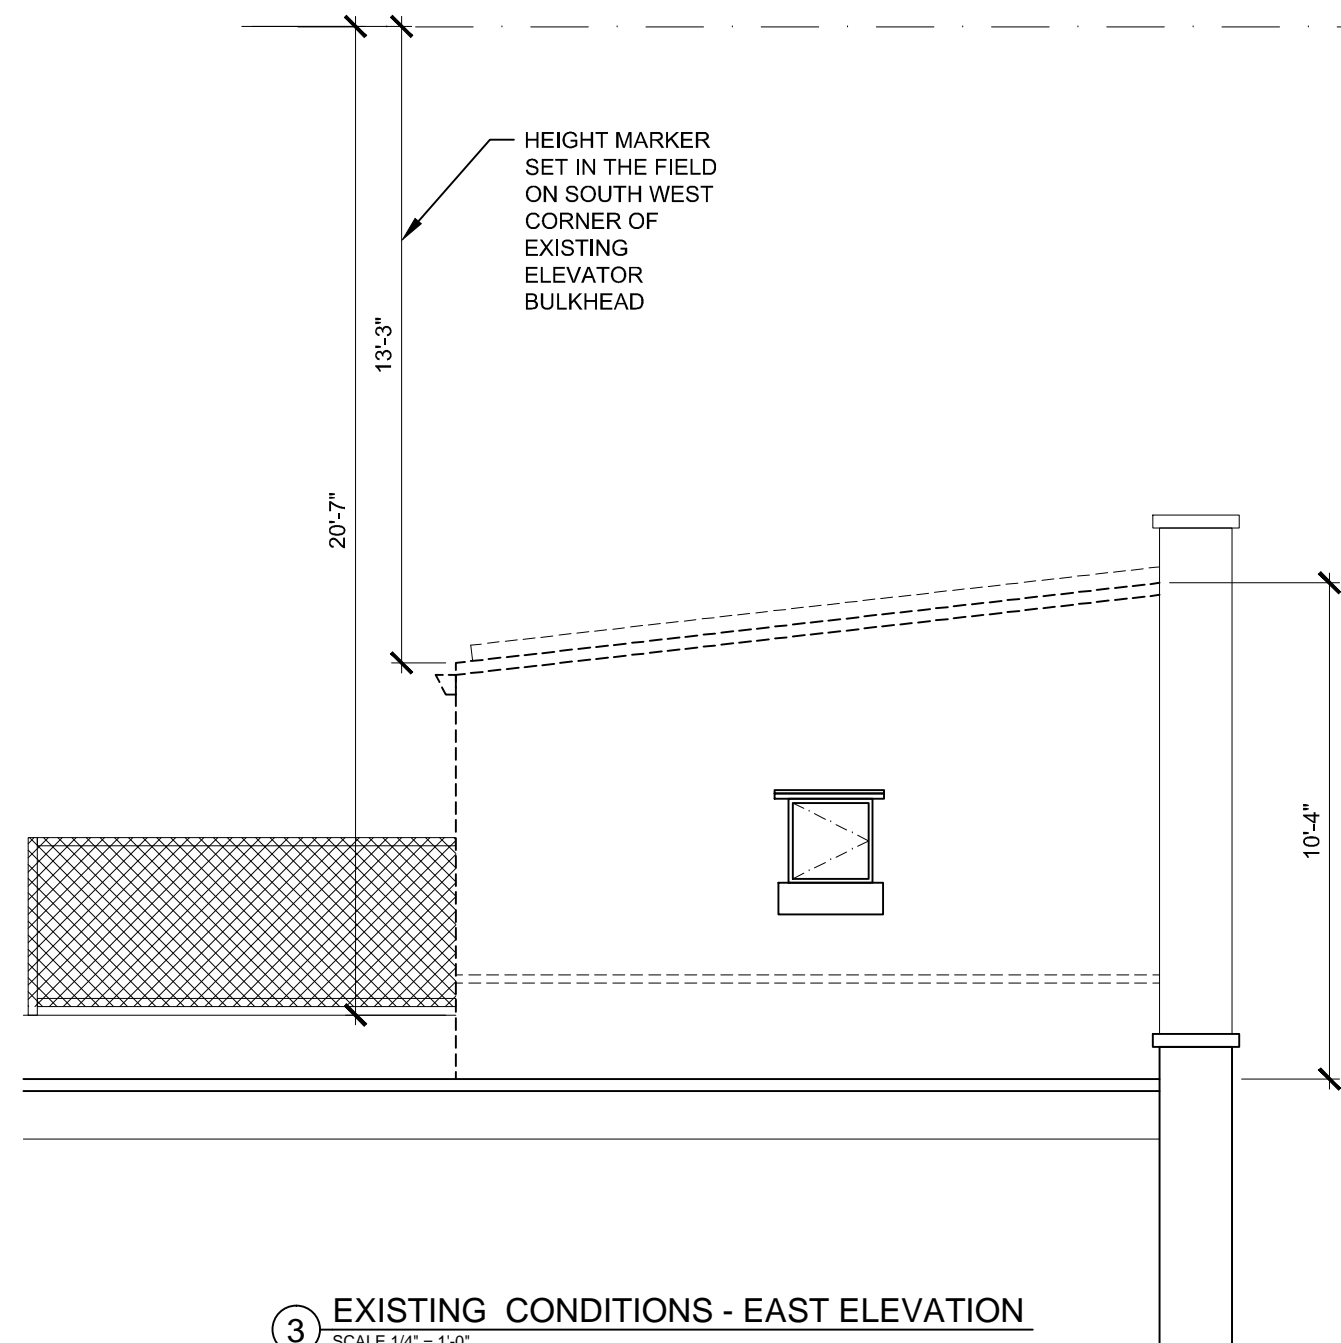 HEIGHT MARKER
SET IN THE FIELD
ON SOUTH WEST
CORNER OF
EXISTING
ELEVATOR
BULKHEAD
13'-3"
20'-7"
10'-4"
3
EXISTING CONDITIONS - EAST ELEVATION
SCALE 1/4" = 1'-0"